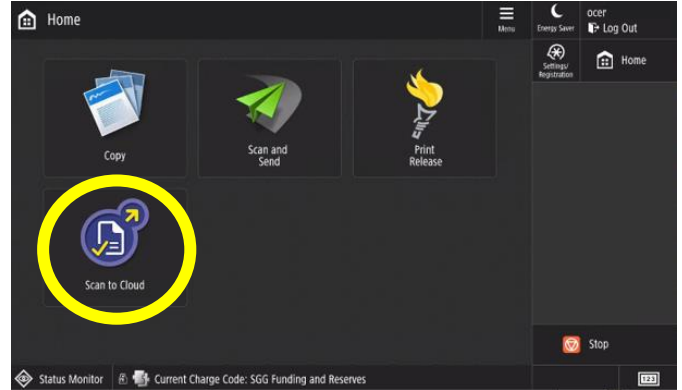 Home
Menu
Energy Saver
ocer
Log Out
Settings/
Registration
Home
Copy
Scan and
Send
Print
Release
Scan to Cloud
Stop
Status Monitor
Current Charge Code: SGG Funding and Reserves
123